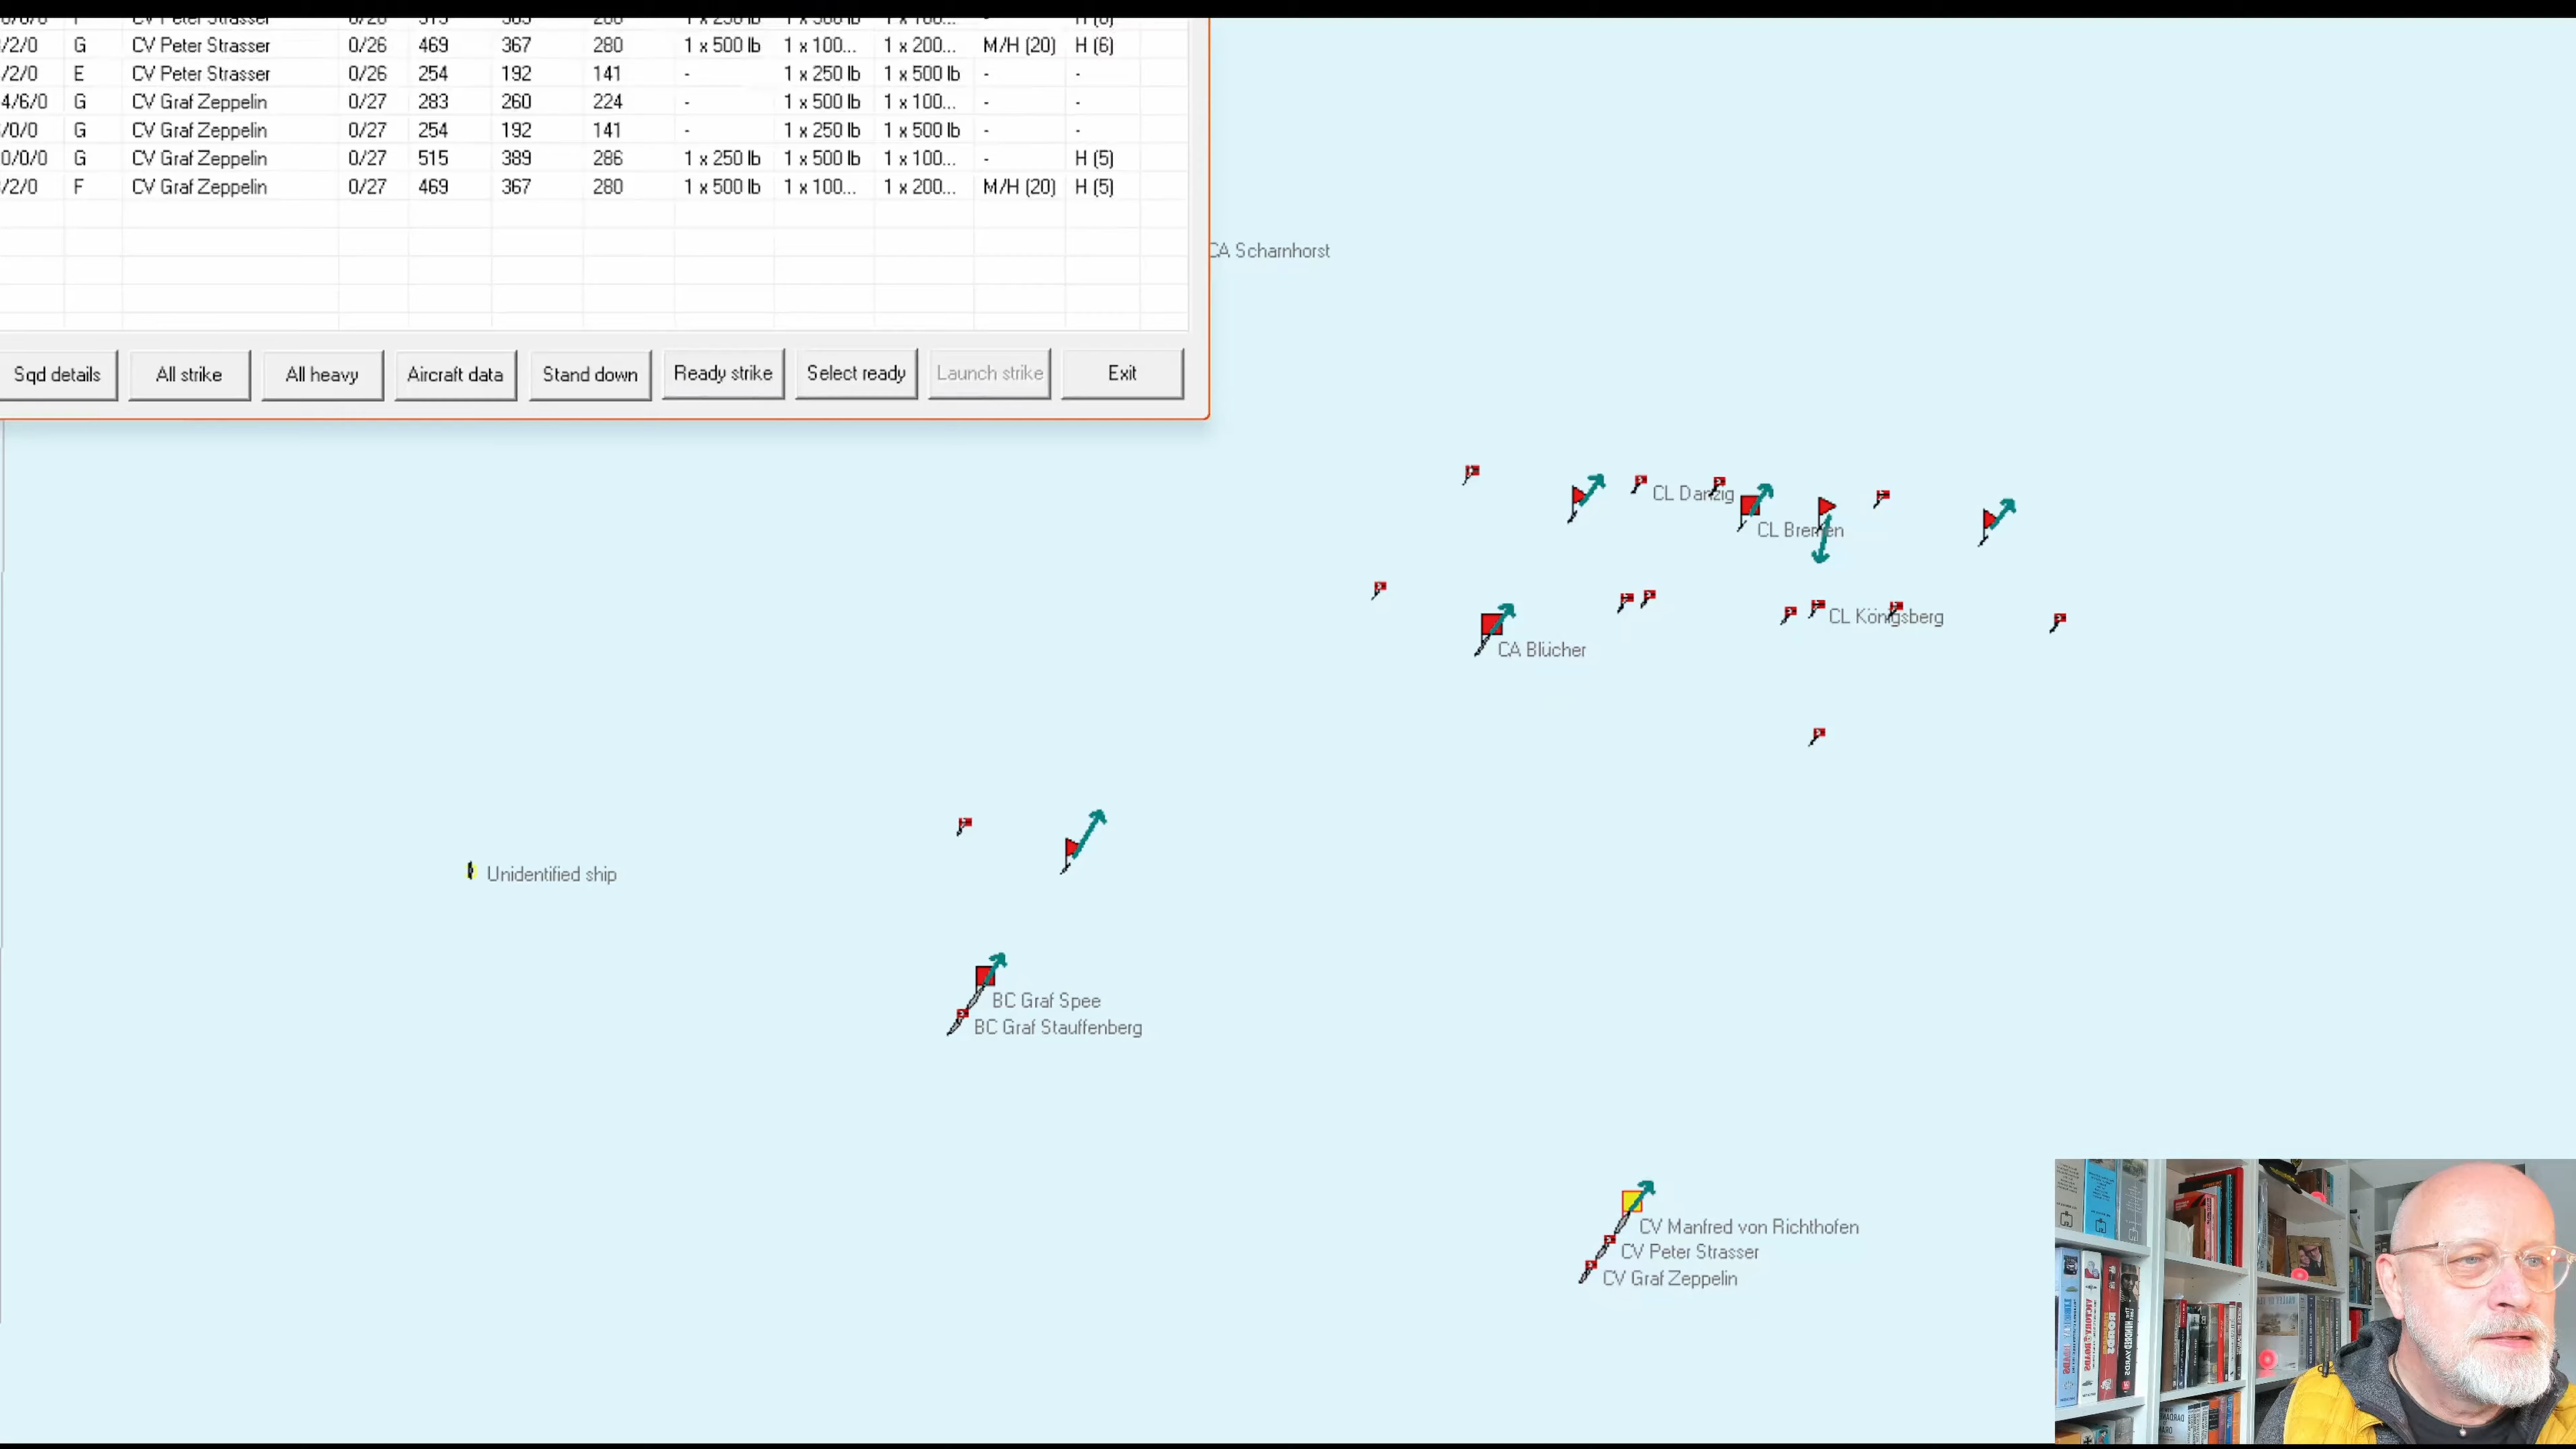 /2/0 G CV Peter Strasser 0/26 469 367 280 1 x 500 lb 1 x 100... 1 x 200... M/H (20) H (6)
/2/0 E CV Peter Strasser 0/26 254 192 141 - 1 x 250 lb 1 x 500 lb - -
4/6/0 G CV Graf Zeppelin 0/27 283 260 224 - 1 x 500 lb 1 x 100... - -
/0/0 G CV Graf Zeppelin 0/27 254 192 141 - 1 x 250 lb 1 x 500 lb - -
0/0/0 G CV Graf Zeppelin 0/27 515 389 286 1 x 250 lb 1 x 500 lb 1 x 100... - H (5)
/2/0 F CV Graf Zeppelin 0/27 469 367 280 1 x 500 lb 1 x 100... 1 x 200... M/H (20) H (5)
Sqd details All strike All heavy Aircraft data Stand down Ready strike Select ready Launch strike Exit
CA Scharnhorst
CL Danzig
CL Bremen
CL Königsberg
CA Blücher
Unidentified ship
BC Graf Spee
BC Graf Stauffenberg
CV Manfred von Richthofen
CV Peter Strasser
CV Graf Zeppelin